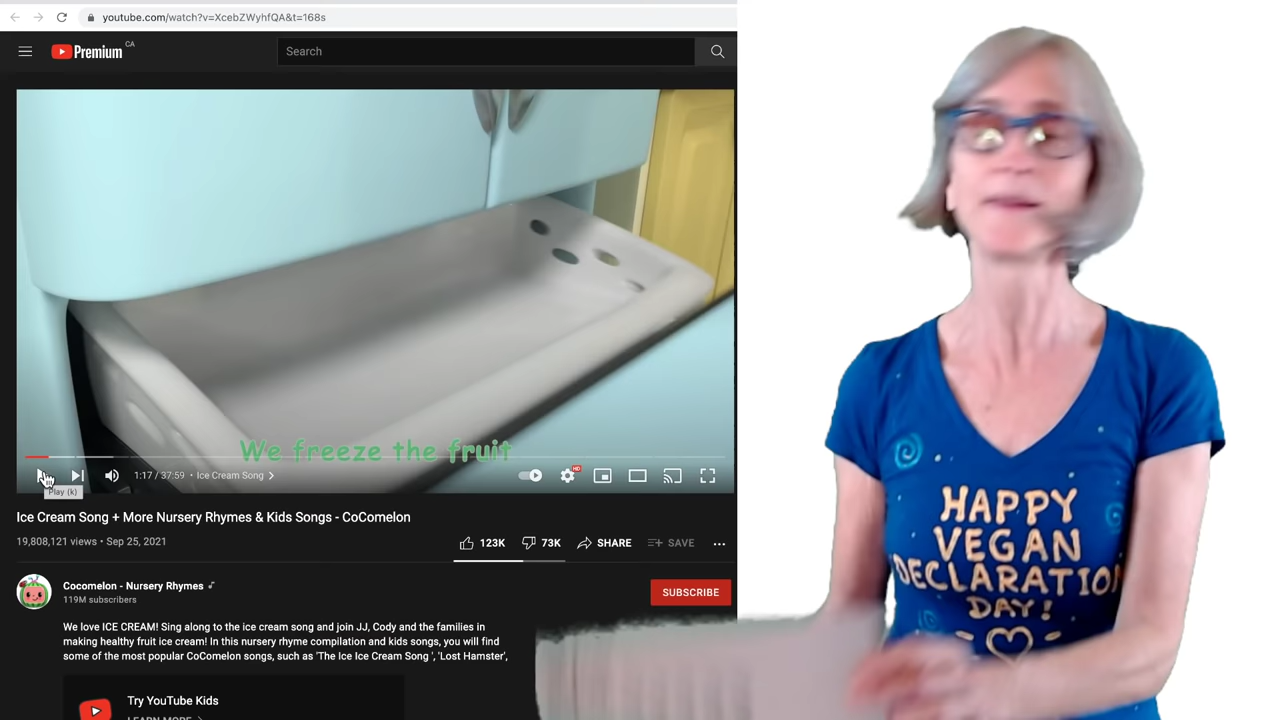 youtube.com/watch?v=XcebZWyhfQA&t=168s
Premium CA
Search
We freeze the fruit
1:17 / 37:59 • Ice Cream Song
HD
Play (k)
Ice Cream Song + More Nursery Rhymes & Kids Songs - CoComelon
19,808,121 views • Sep 25, 2021
123K
73K
SHARE
SAVE
Cocomelon - Nursery Rhymes
119M subscribers
SUBSCRIBE
We love ICE CREAM! Sing along to the ice cream song and join JJ, Cody and the families in
making healthy fruit ice cream! In this nursery rhyme compilation and kids songs, you will find
some of the most popular CoComelon songs, such as 'The Ice Ice Cream Song ', 'Lost Hamster',
Try YouTube Kids
LEARN MORE
HAPPY
VEGAN
DECLARATION
DAY!